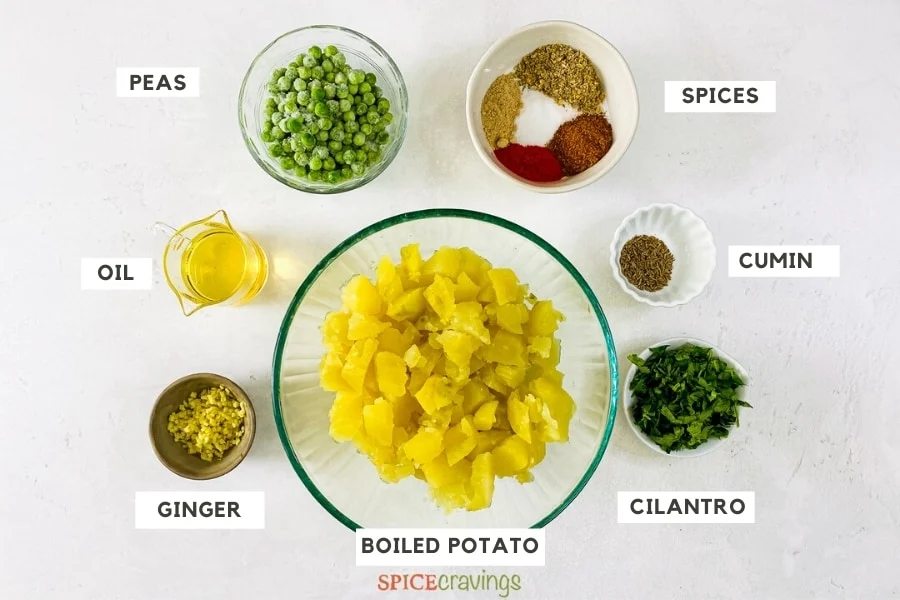 PEAS
SPICES
OIL
CUMIN
GINGER
CILANTRO
BOILED POTATO
SPICEcravings